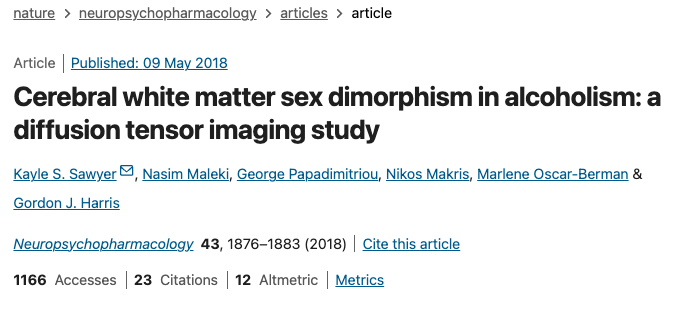 nature > neuropsychopharmacology > articles > article
Article | Published: 09 May 2018
Cerebral white matter sex dimorphism in alcoholism: a
diffusion tensor imaging study
Kayle S. Sawyer, Nasim Maleki, George Papadimitriou, Nikos Makris, Marlene Oscar-Berman &
Gordon J. Harris
Neuropsychopharmacology 43, 1876–1883 (2018) | Cite this article
1166 Accesses | 23 Citations | 12 Altmetric | Metrics